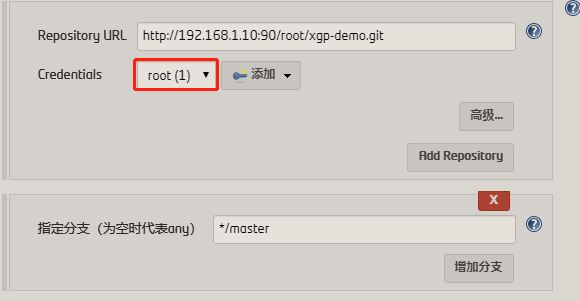 Repository URL http://192.168.1.10:90/root/xgp-demo.git
Credentials root (1) 添加
高级...
Add Repository
X
指定分支（为空时代表any） */master
增加分支